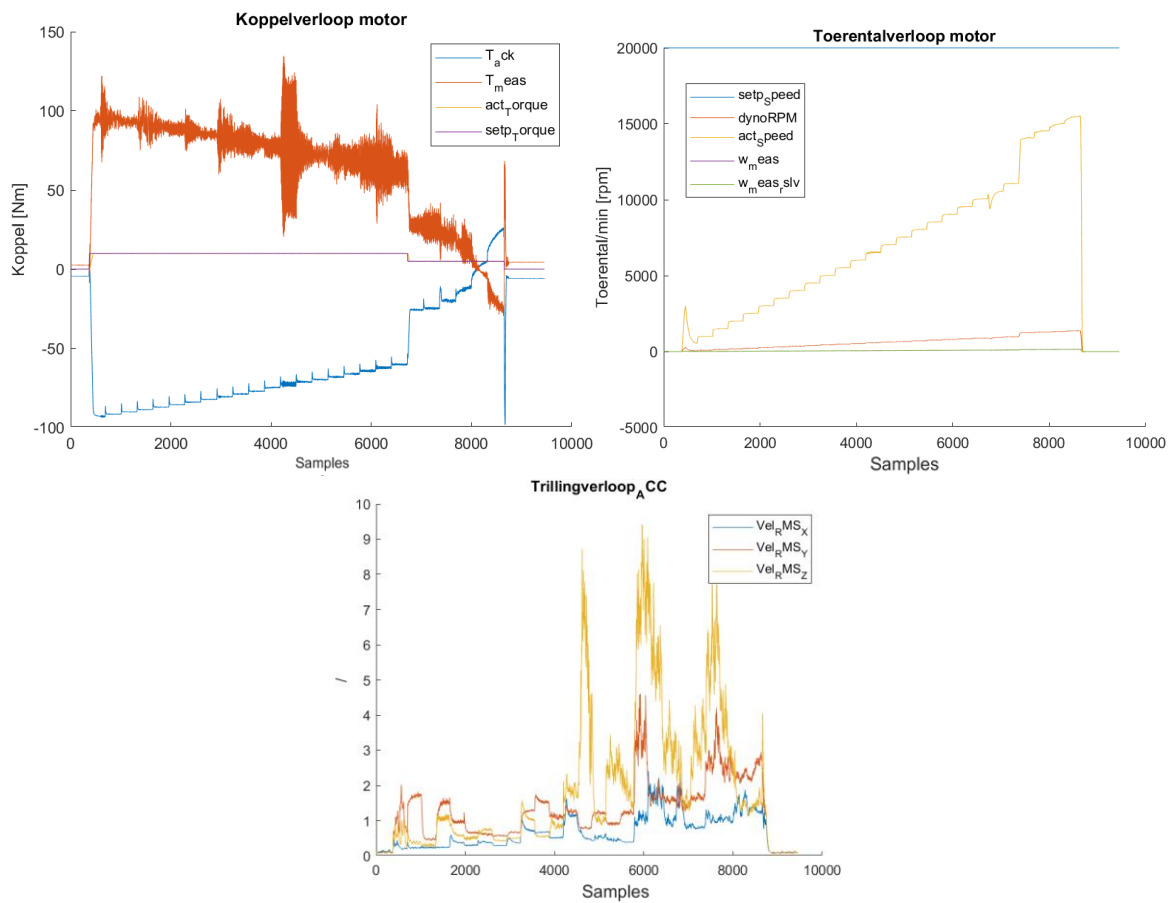 Koppelverloop motor
150
100
50
0
-50
-100
Koppel [Nm]
T_ack
T_meas
act_Torque
setp_Torque
0
2000
4000
6000
8000
10000
Samples
Toerentalverloop motor
20000
15000
10000
5000
0
-5000
Toerental/min [rpm]
setp_Speed
dynoRPM
act_Speed
w_meas
w_meas_rslv
0
2000
4000
6000
8000
10000
Samples
Trillingverloop_ACC
10
9
8
7
6
5
4
3
2
1
0
/
Vel_RMS_X
Vel_RMS_Y
Vel_RMS_Z
0
2000
4000
6000
8000
10000
Samples